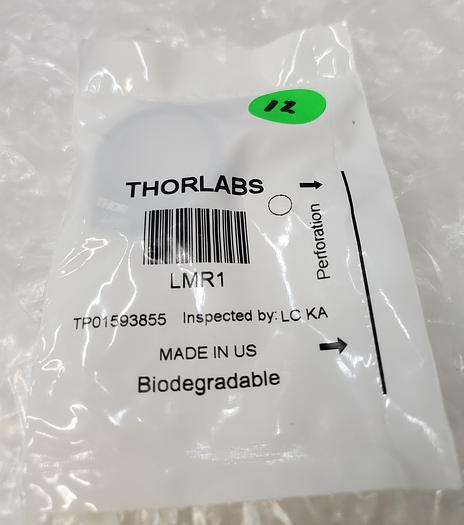 12
THORLABS
Perforation
LMR1
TP01593855 Inspected by: LC KA
MADE IN US
Biodegradable